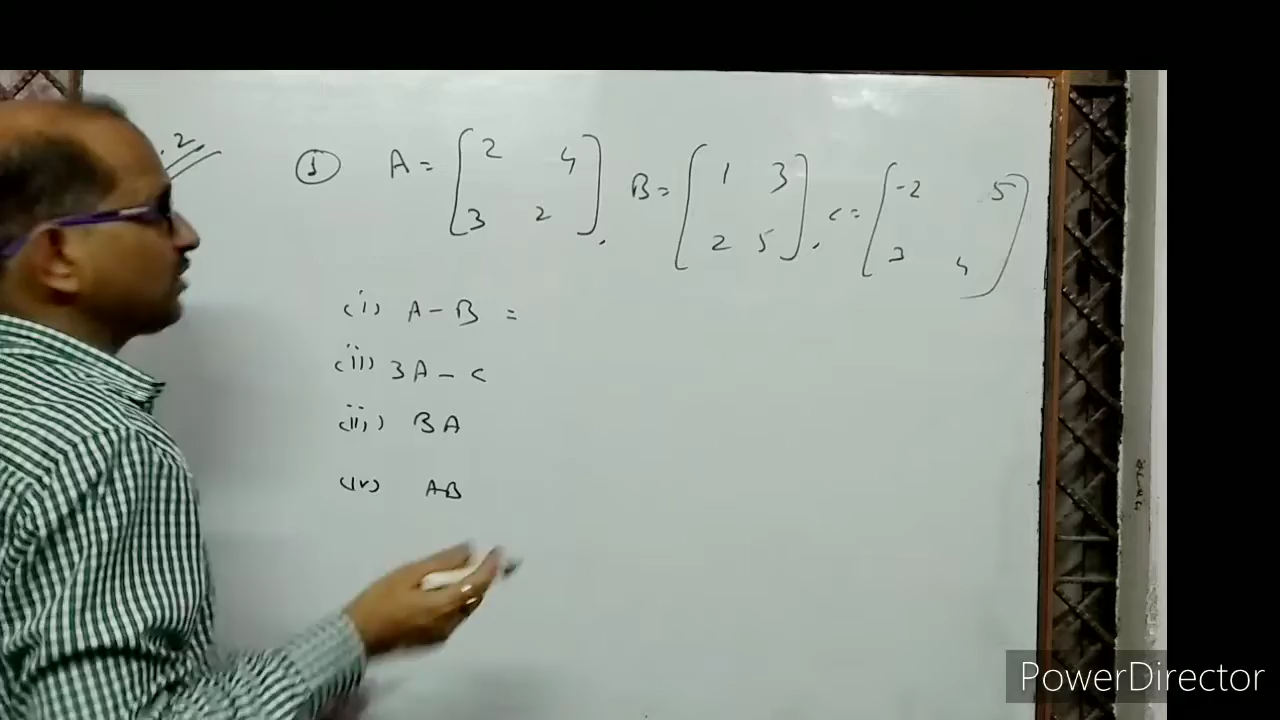 .2
① A = [2 4
3 2], B = [1 3
2 5], C = [-2 5
3 4]
(i) A - B =
(ii) 3A - C
(iii) BA
(iv) AB
PowerDirector